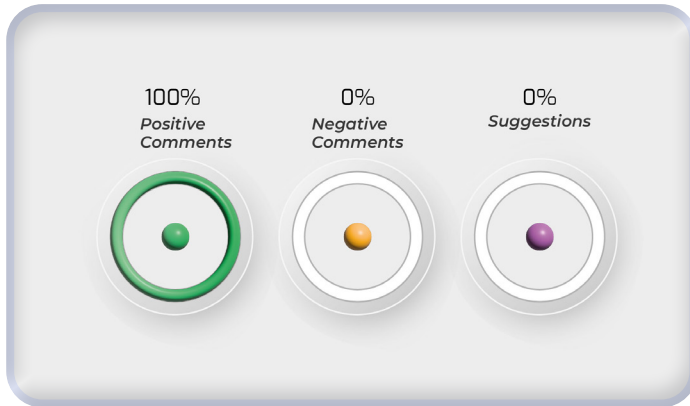 100%
Positive
Comments
0%
Negative
Comments
0%
Suggestions